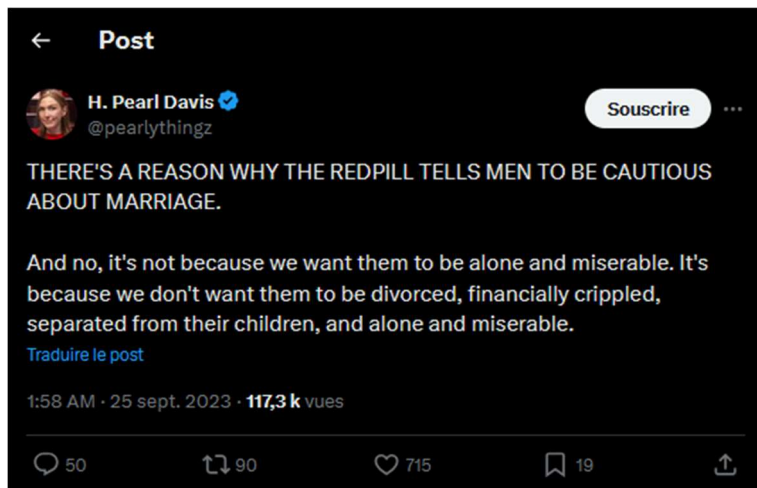 Post
H. Pearl Davis
@pearlythingz
Souscrire
THERE'S A REASON WHY THE REDPILL TELLS MEN TO BE CAUTIOUS
ABOUT MARRIAGE.
And no, it's not because we want them to be alone and miserable. It's
because we don't want them to be divorced, financially crippled,
separated from their children, and alone and miserable.
Traduire le post
1:58 AM · 25 sept. 2023 · 117,3 k vues
50 90 715 19